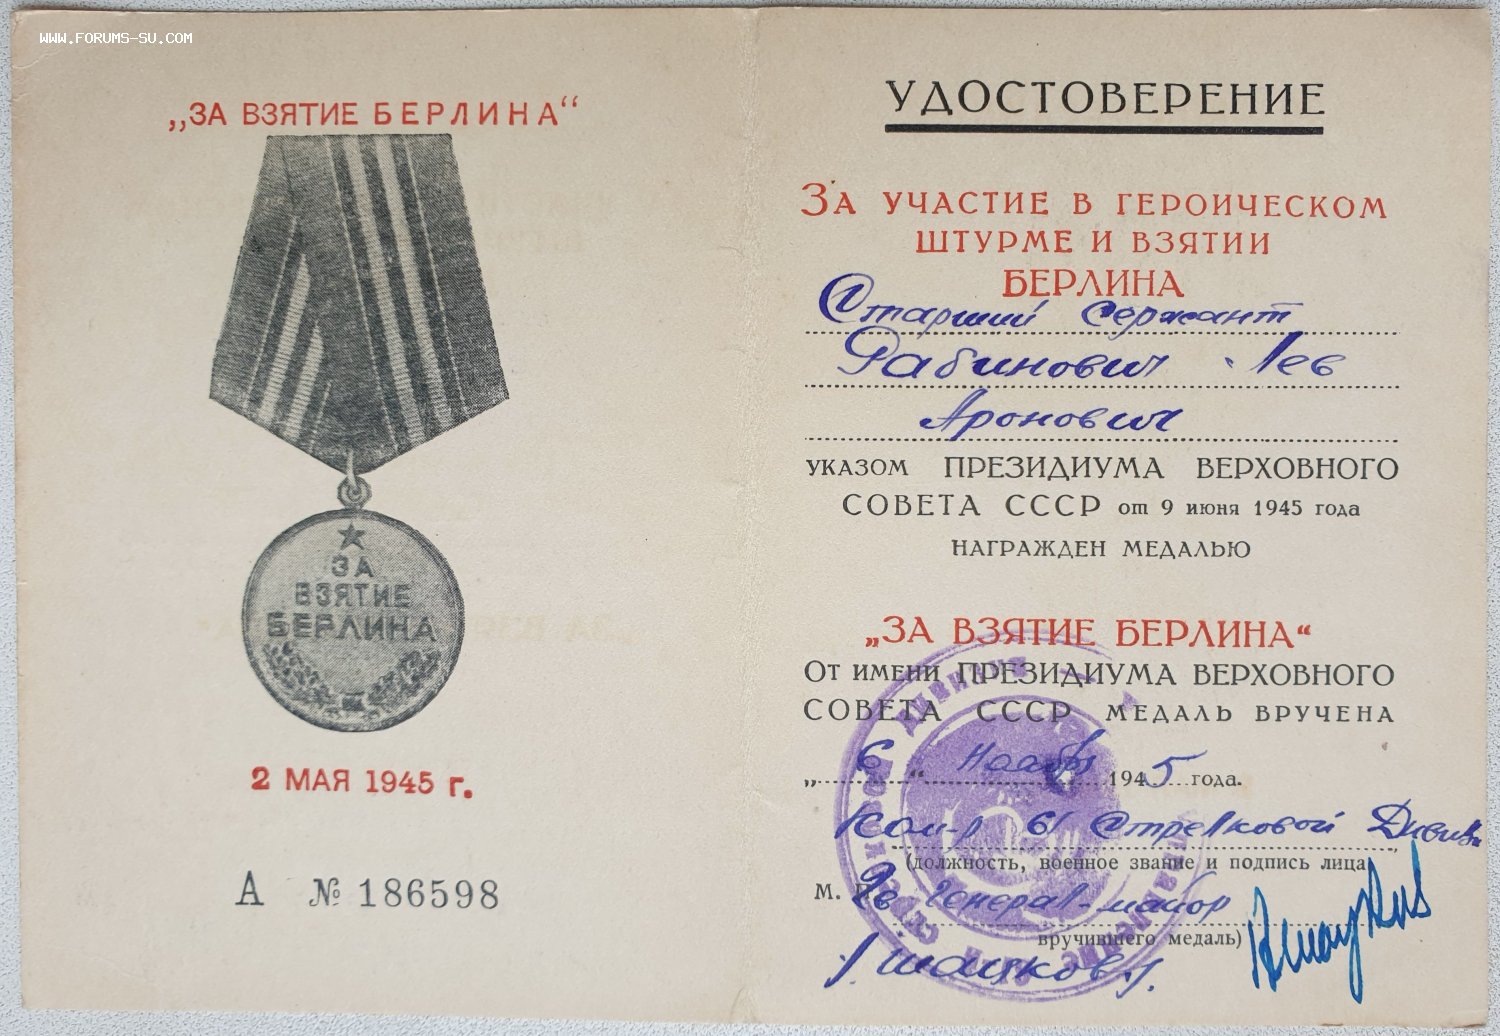 WWW.FORUMS-SU.COM
„ЗА ВЗЯТИЕ БЕРЛИНА“
ЗА
ВЗЯТИЕ
БЕРЛИНА
2 МАЯ 1945 г.
А № 186598
УДОСТОВЕРЕНИЕ
ЗА УЧАСТИЕ В ГЕРОИЧЕСКОМ
ШТУРМЕ И ВЗЯТИИ
БЕРЛИНА
Старший сержант
Рабинович Лев
Аронович
УКАЗОМ ПРЕЗИДИУМА ВЕРХОВНОГО
СОВЕТА СССР от 9 июня 1945 года
НАГРАЖДЕН МЕДАЛЬЮ
„ЗА ВЗЯТИЕ БЕРЛИНА“
ОТ ИМЕНИ ПРЕЗИДИУМА ВЕРХОВНОГО
СОВЕТА СССР МЕДАЛЬ ВРУЧЕНА
„6“ Ноября 1945 года.
Ком-р 61 Стрелковой Дивизии
(должность, военное звание и подпись лица,
М. П. Гв Генерал-майор
вручившего медаль)
/Шацков/